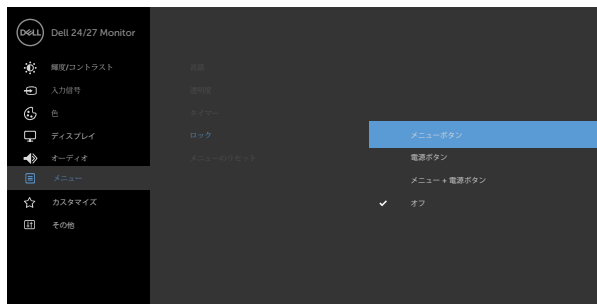 DELL Dell 24/27 Monitor
輝度/コントラスト
入力信号
色
ディスプレイ
オーディオ
メニュー
カスタマイズ
その他
言語
透明度
タイマー
ロック
メニューのリセット
メニューボタン
電源ボタン
メニュー + 電源ボタン
オフ